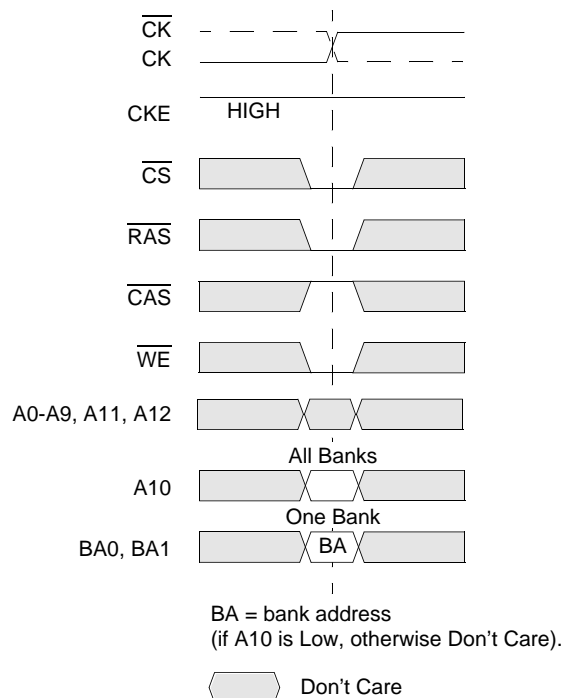 CK
CK
CKE HIGH
CS
RAS
CAS
WE
A0-A9, A11, A12
All Banks
A10
One Bank
BA0, BA1 BA
BA = bank address
(if A10 is Low, otherwise Don't Care).
Don't Care